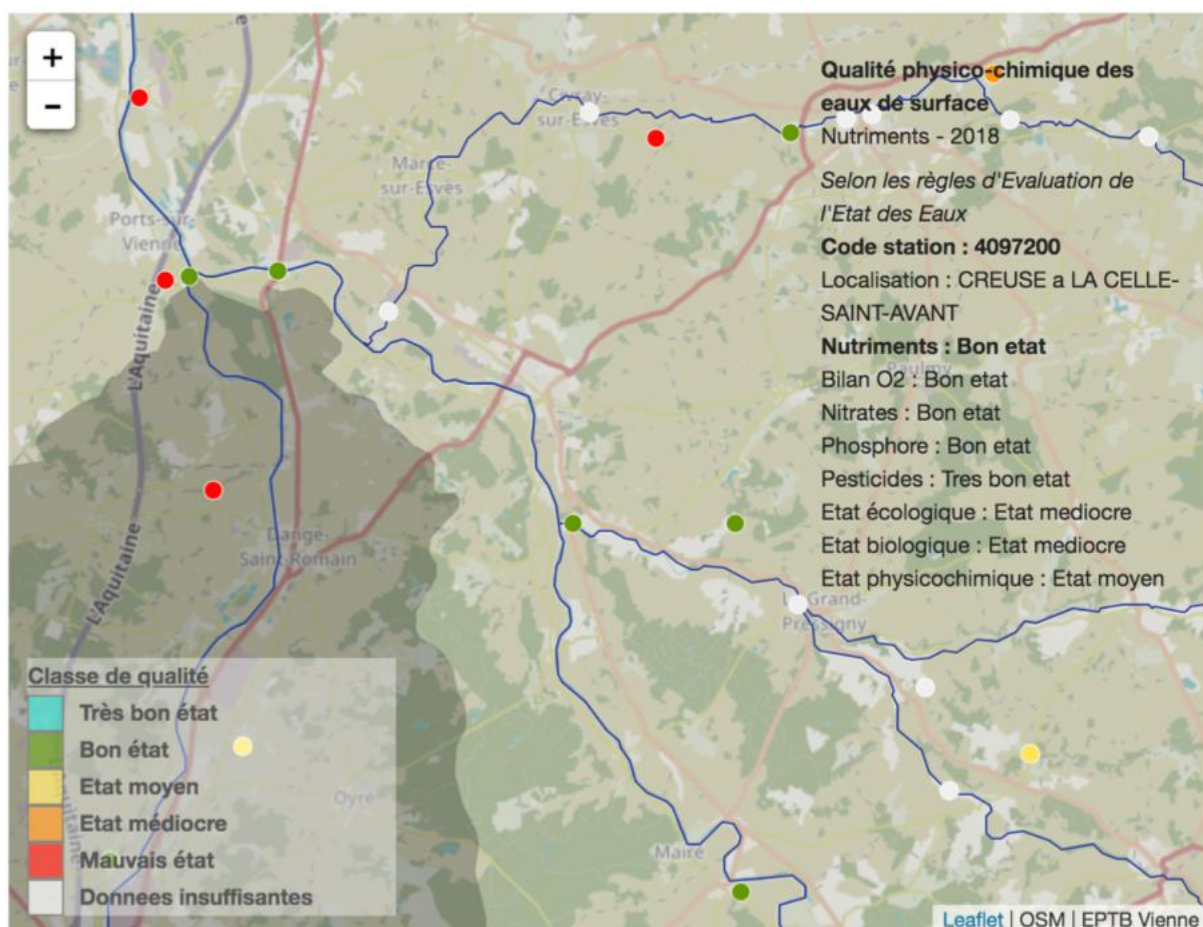 +
−
Qualité physico-chimique des
eaux de surface
Nutriments - 2018
Selon les règles d'Evaluation de
l'Etat des Eaux
Code station : 4097200
Localisation : CREUSE a LA CELLE-
SAINT-AVANT
Nutriments : Bon etat
Bilan O2 : Bon etat
Nitrates : Bon etat
Phosphore : Bon etat
Pesticides : Tres bon etat
Etat écologique : Etat mediocre
Etat biologique : Etat mediocre
Etat physicochimique : Etat moyen
sur-Esves
Marcé-
sur-Esves
Ports-sur-
Vienne
L'Aquitaine
L'Aquitaine
Paulmy
Dangé-
Saint-Romain
Le Grand-
Pressigny
Oyré
Mairé
Classe de qualité
Très bon état
Bon état
Etat moyen
Etat médiocre
Mauvais état
Donnees insuffisantes
Leaflet | OSM | EPTB Vienne